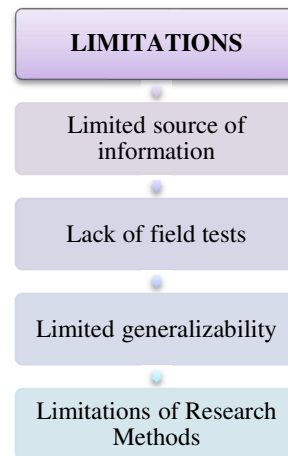 LIMITATIONS
Limited source of
information
Lack of field tests
Limited generalizability
Limitations of Research
Methods